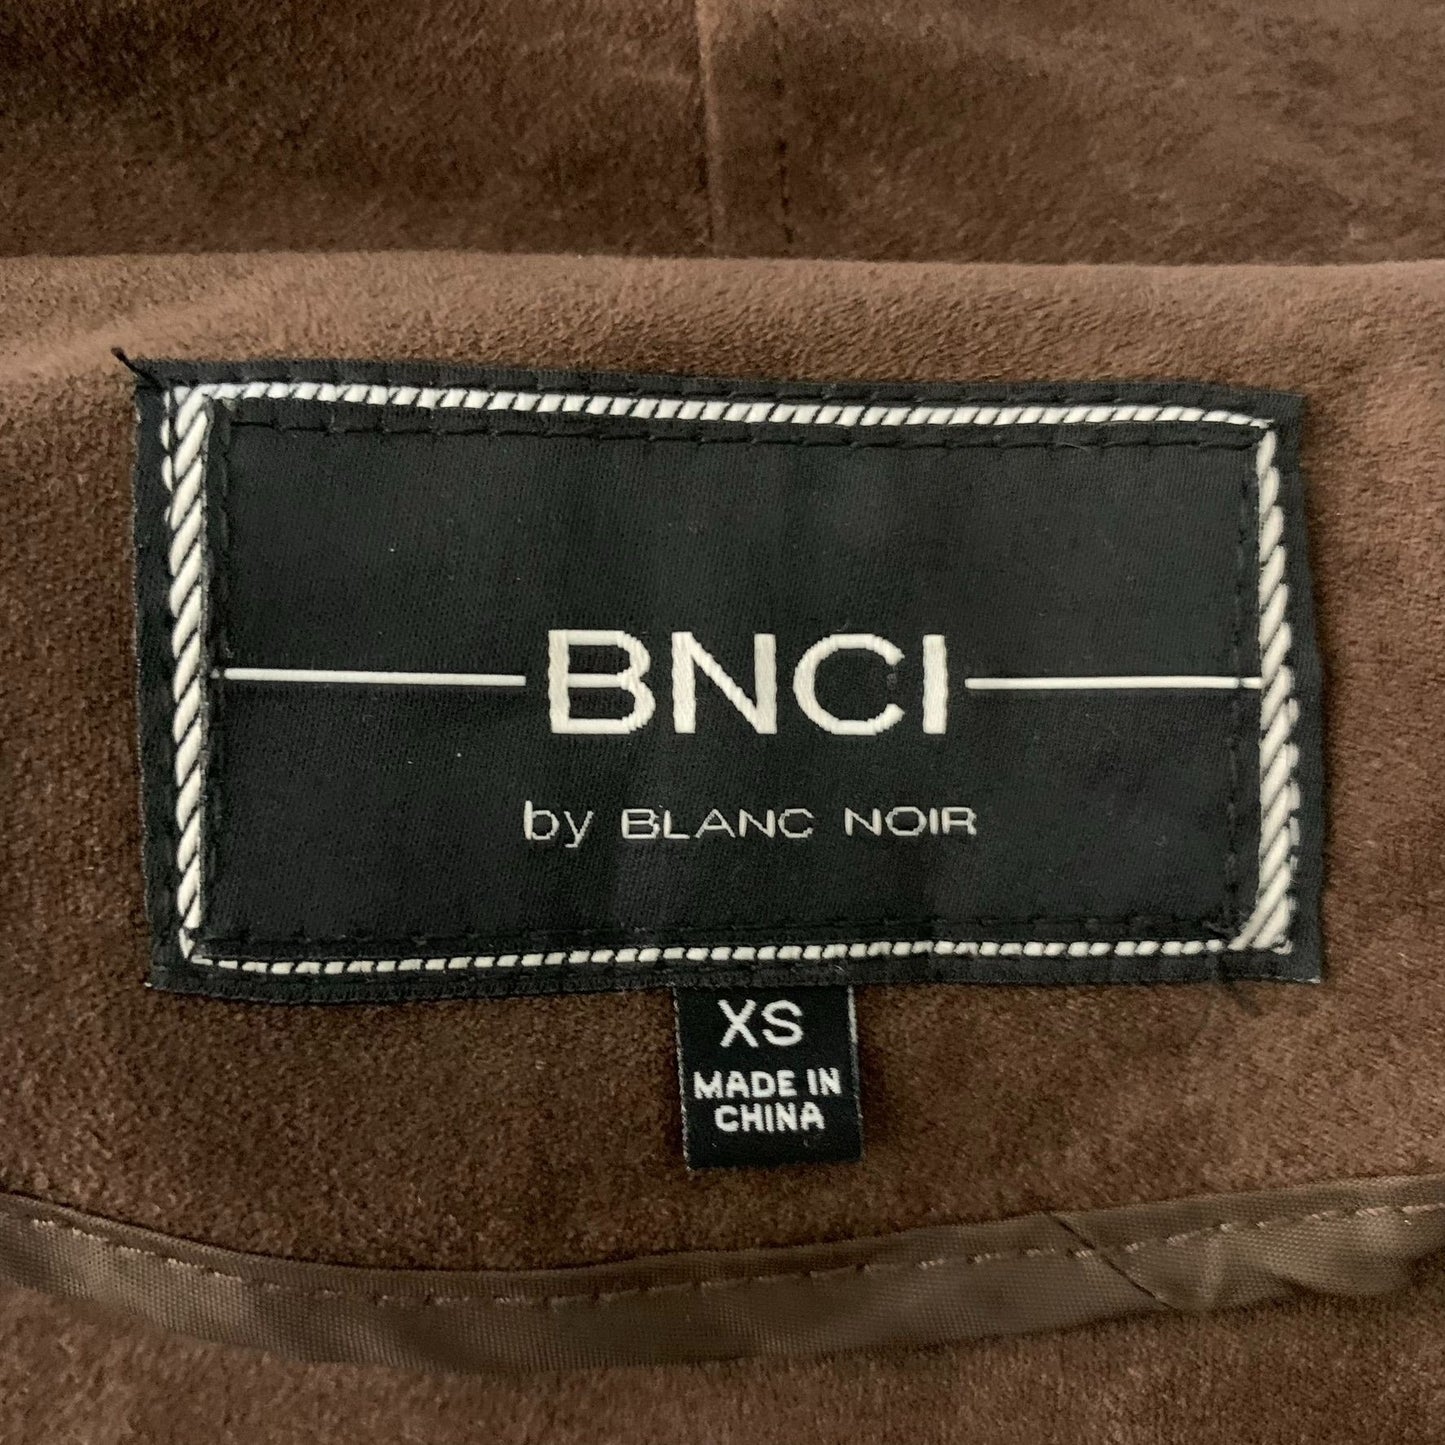 BNCI
by BLANC NOIR
XS
MADE IN
CHINA